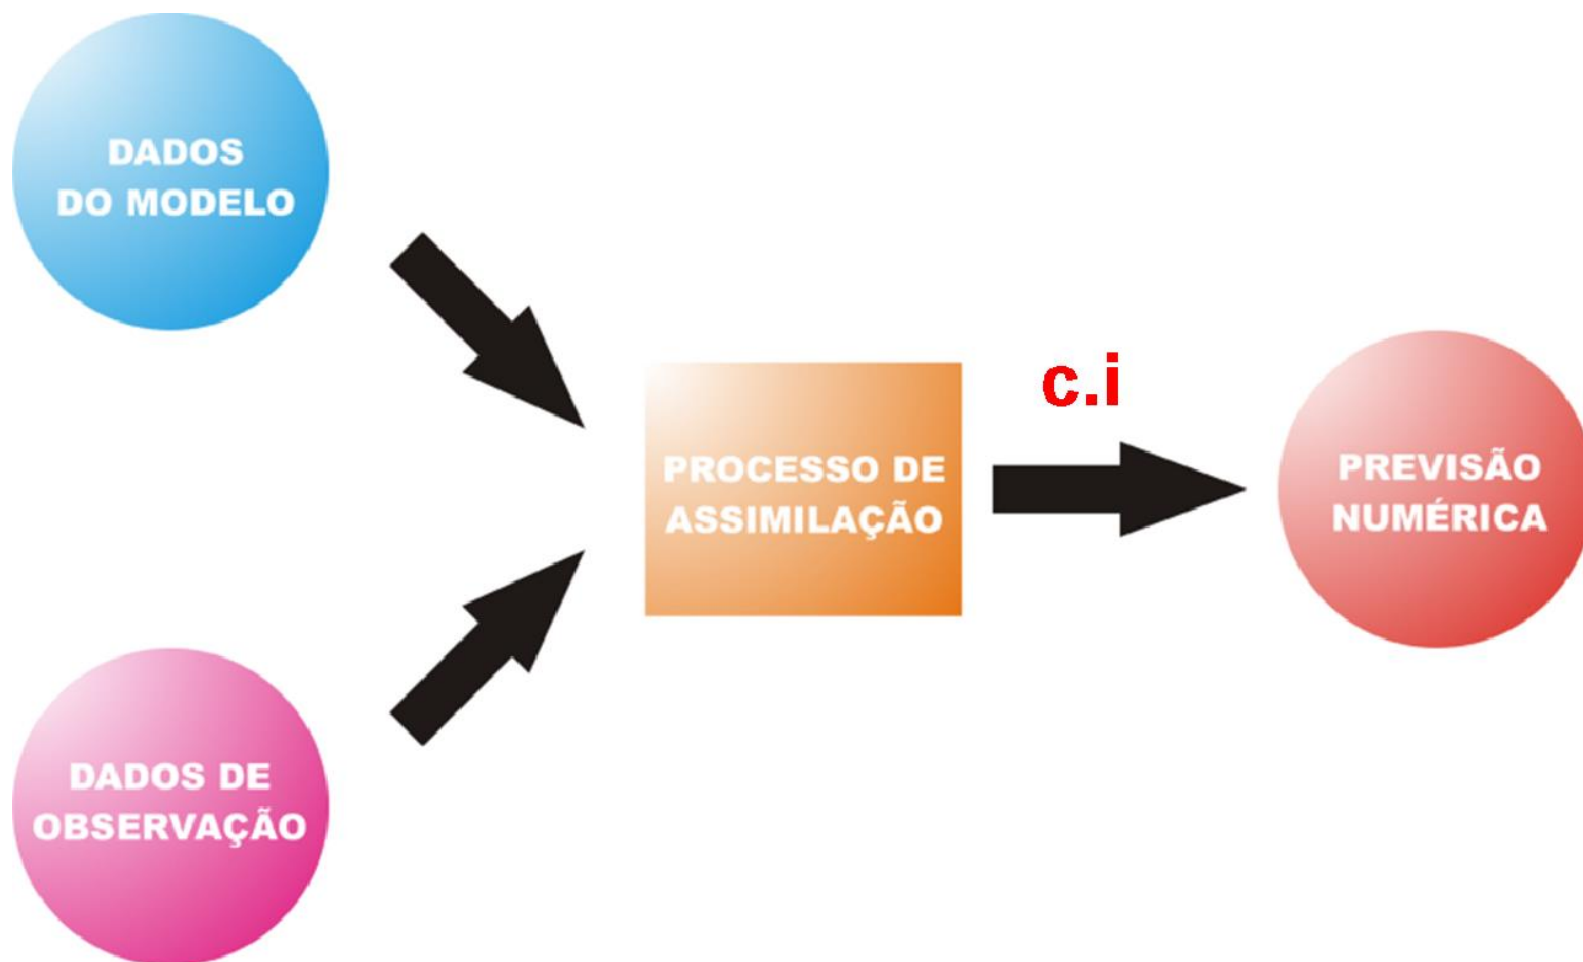 DADOS
DO MODELO
c.i
PROCESSO DE
ASSIMILAÇÃO
PREVISÃO
NUMÉRICA
DADOS DE
OBSERVAÇÃO